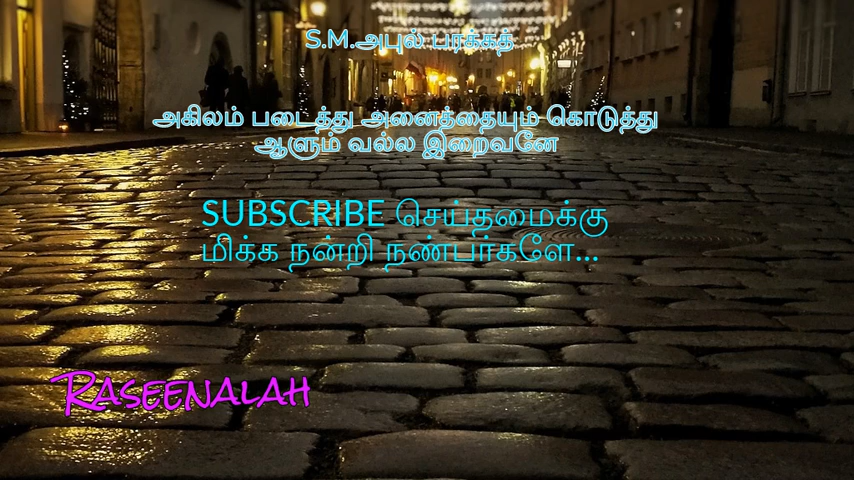 S.M.அபுல் பரக்கத்
அகிலம் படைத்து அனைத்தையும் கொடுத்து
ஆளும் வல்ல இறைவனே
SUBSCRIBE செய்தமைக்கு
மிக்க நன்றி நண்பர்களே...
RASEENALAH